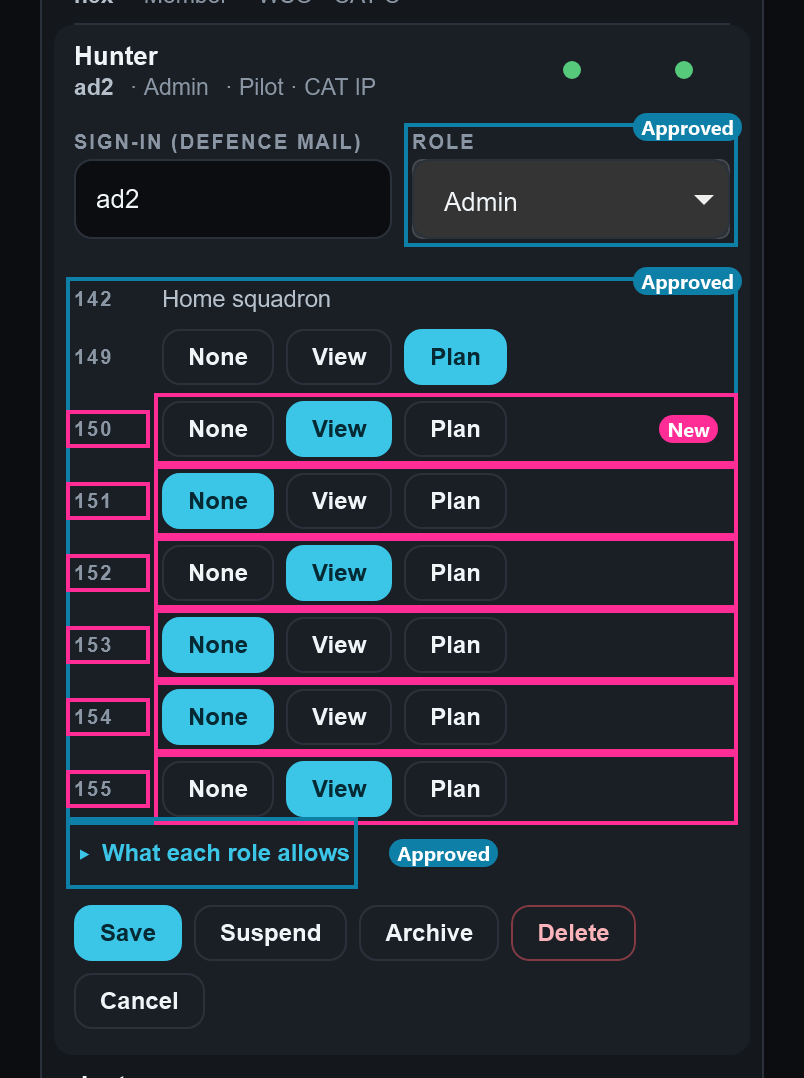 Hunter
ad2 · Admin · Pilot · CAT IP
SIGN-IN (DEFENCE MAIL)
ROLE Approved
ad2
Admin
Approved
142 Home squadron
149 None View Plan
150 None View Plan New
151 None View Plan
152 None View Plan
153 None View Plan
154 None View Plan
155 None View Plan
▸ What each role allows Approved
Save Suspend Archive Delete
Cancel